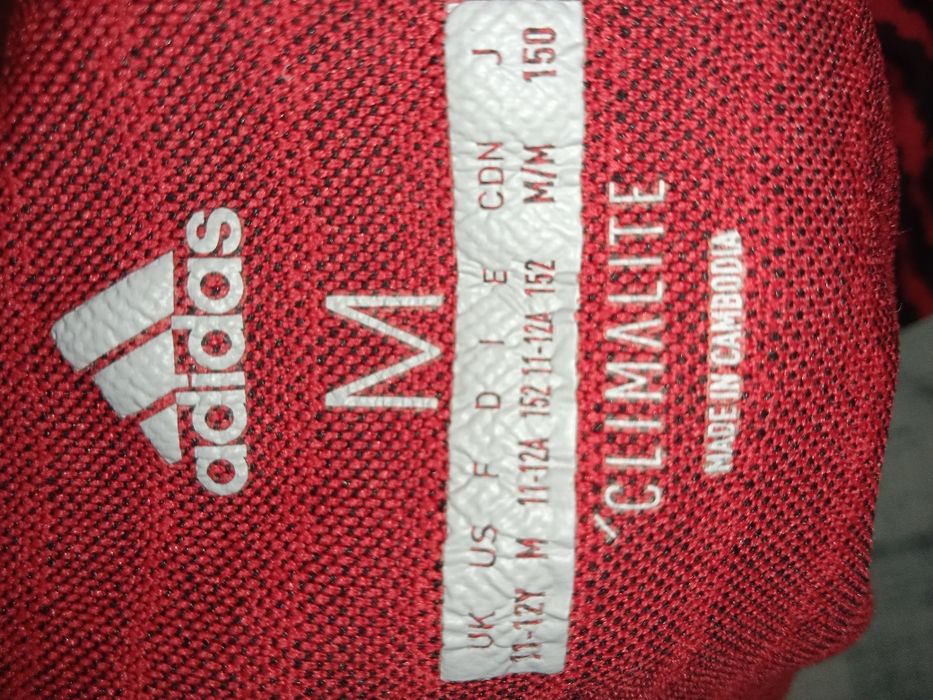 adidas
M
UK US F D I E CDN J
11-12Y M 11-12A 152 11-12A 152 M/M 150
CLIMALITE
MADE IN CAMBODIA